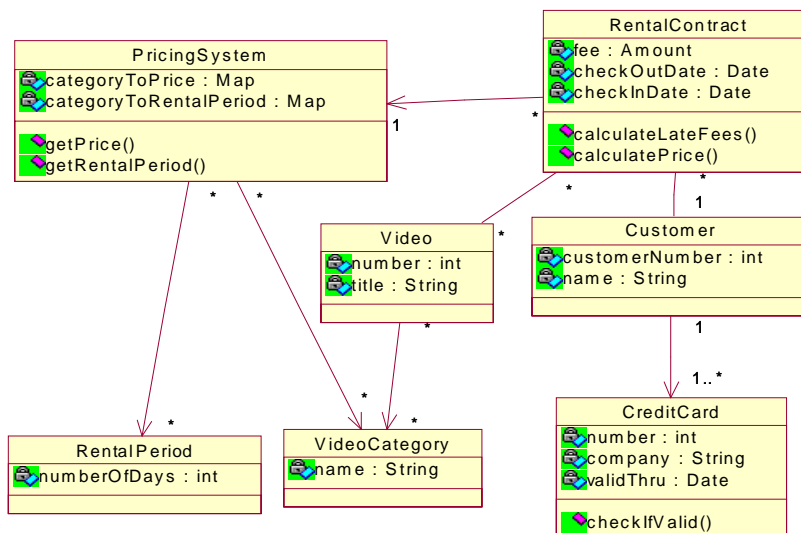 RentalContract
fee : Amount
checkOutDate : Date
checkInDate : Date
calculateLateFees()
calculatePrice()
PricingSystem
categoryToPrice : Map
categoryToRentalPeriod : Map
getPrice()
getRentalPeriod()
1
*
*
*
*
*
1
*
Video
number : int
title : String
Customer
customerNumber : int
name : String
*
1
1..*
*
*
*
RentalPeriod
numberOfDays : int
VideoCategory
name : String
CreditCard
number : int
company : String
validThru : Date
checkIfValid()